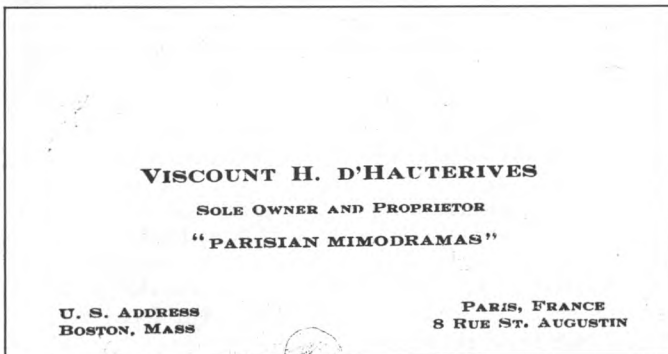 VISCOUNT H. D'HAUTERIVES
SOLE OWNER AND PROPRIETOR
"PARISIAN MIMODRAMAS"
U. S. ADDRESS
BOSTON, MASS
PARIS, FRANCE
8 RUE ST. AUGUSTIN